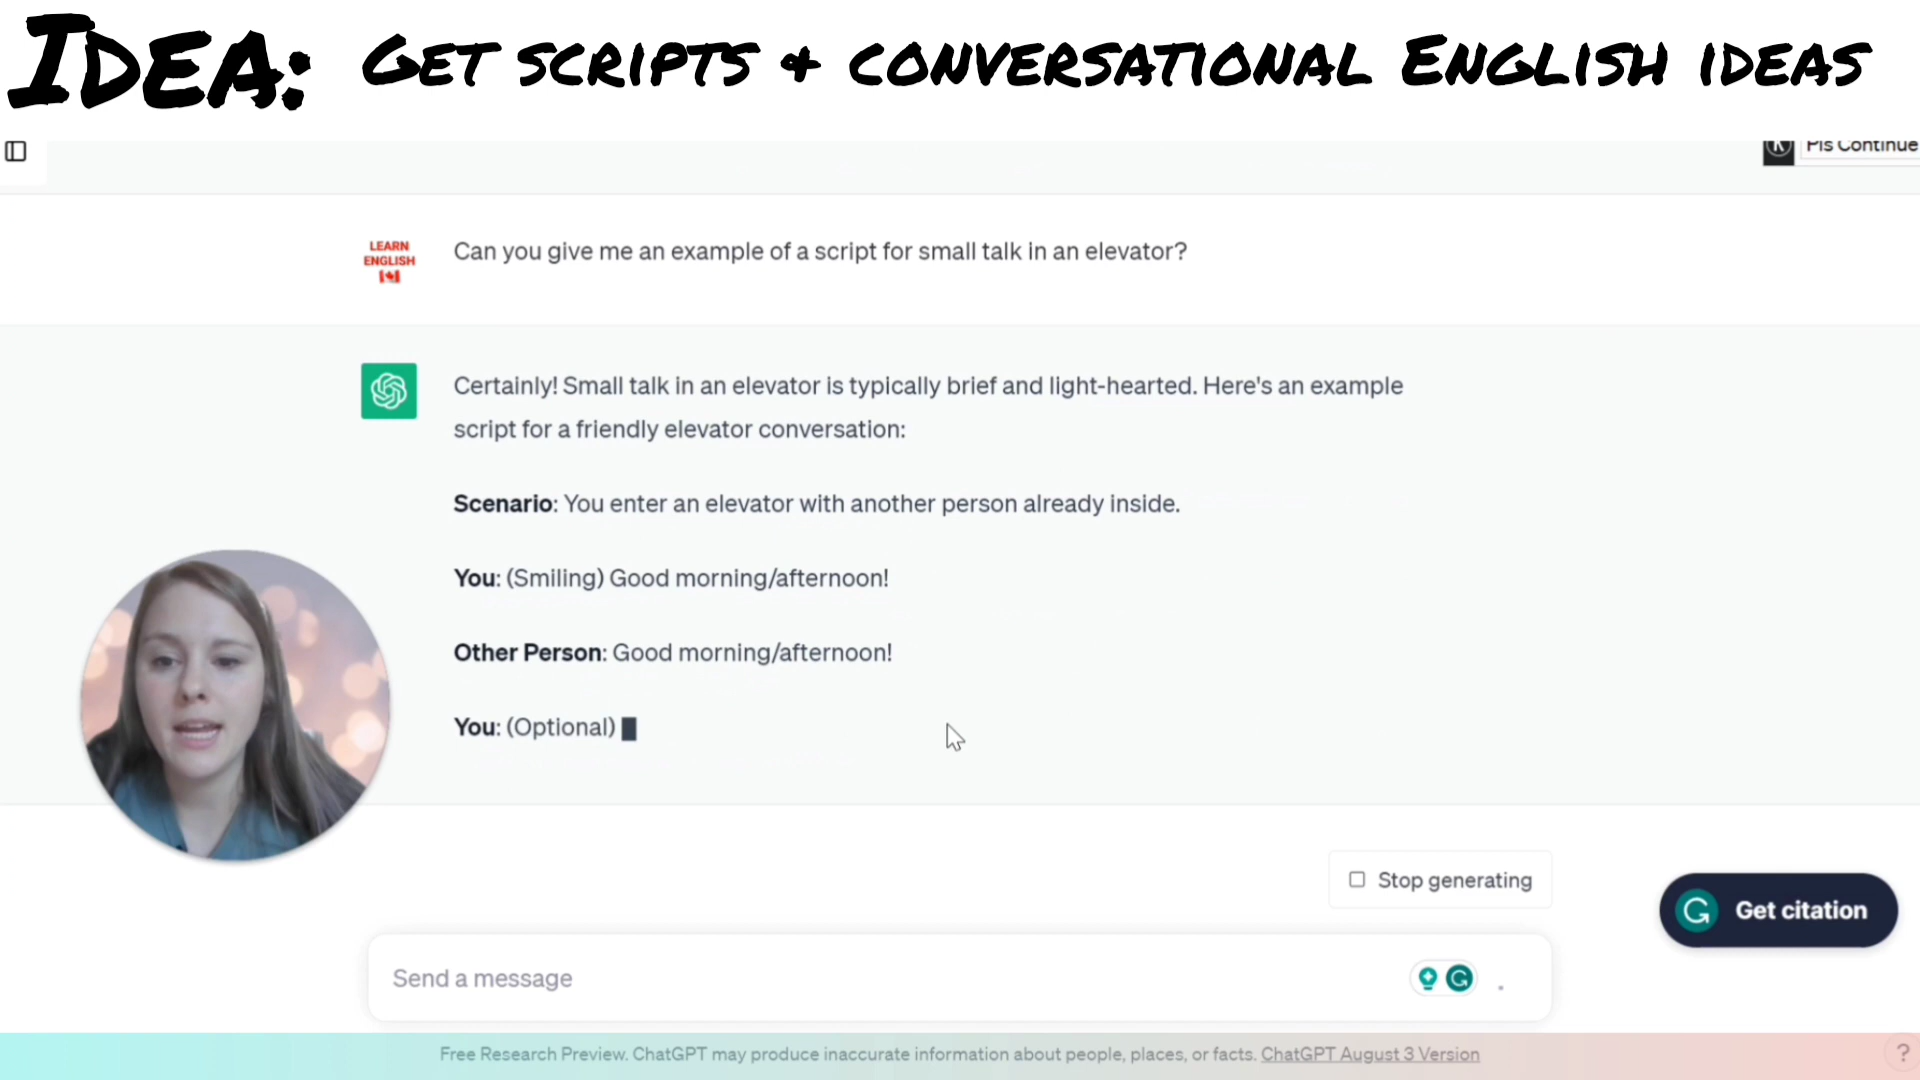 IDEA: GET SCRIPTS & CONVERSATIONAL ENGLISH IDEAS
Pls Continue
LEARN
ENGLISH
Can you give me an example of a script for small talk in an elevator?
Certainly! Small talk in an elevator is typically brief and light-hearted. Here's an example
script for a friendly elevator conversation:
Scenario: You enter an elevator with another person already inside.
You: (Smiling) Good morning/afternoon!
Other Person: Good morning/afternoon!
You: (Optional)
Stop generating
Get citation
Send a message
Free Research Preview. ChatGPT may produce inaccurate information about people, places, or facts. ChatGPT August 3 Version
?